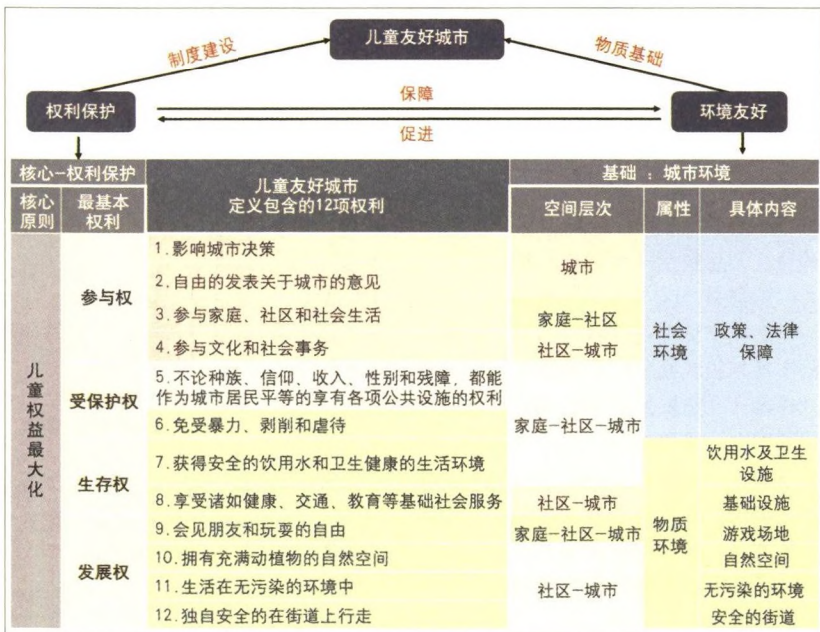 儿童友好城市
制度建设
物质基础
权利保护
保障
环境友好
促进
核心-权利保护
儿童友好城市
定义包含的12项权利
基础:城市环境
核心
原则
最基本
权利
空间层次
属性
具体内容
儿童权益最大化
参与权
1.影响城市决策
城市
2.自由的发表关于城市的意见
3.参与家庭、社区和社会生活
家庭-社区
4.参与文化和社会事务
社区-城市
社会
环境
政策、法律
保障
受保护权
5.不论种族、信仰、收入、性别和残障,都能
作为城市居民平等的享有各项公共设施的权利
6.免受暴力、剥削和虐待
家庭-社区-城市
生存权
7.获得安全的饮用水和卫生健康的生活环境
饮用水及卫生
设施
8.享受诸如健康、交通、教育等基础社会服务
社区-城市
基础设施
物质
环境
发展权
9.会见朋友和玩耍的自由
家庭-社区-城市
游戏场地
10.拥有充满动植物的自然空间
自然空间
11.生活在无污染的环境中
社区-城市
无污染的环境
12.独自安全的在街道上行走
安全的街道